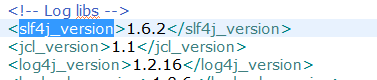 <!-- Log libs -->
<slf4j_version>1.6.2</slf4j_version>
<jcl_version>1.1</jcl_version>
<log4j_version>1.2.16</log4j_version>